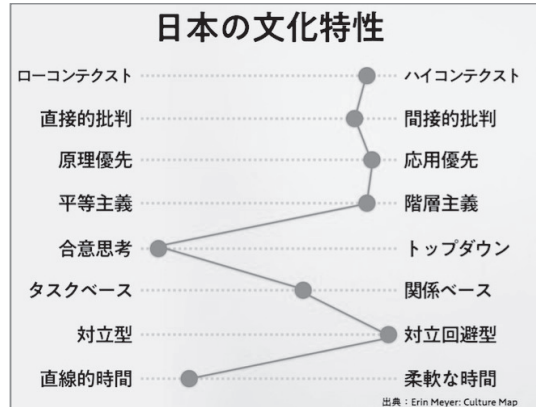 日本の文化特性
ローコンテクスト ハイコンテクスト
直接的批判 間接的批判
原理優先 応用優先
平等主義 階層主義
合意思考 トップダウン
タスクベース 関係ベース
対立型 対立回避型
直線的時間 柔軟な時間
出典：Erin Meyer: Culture Map